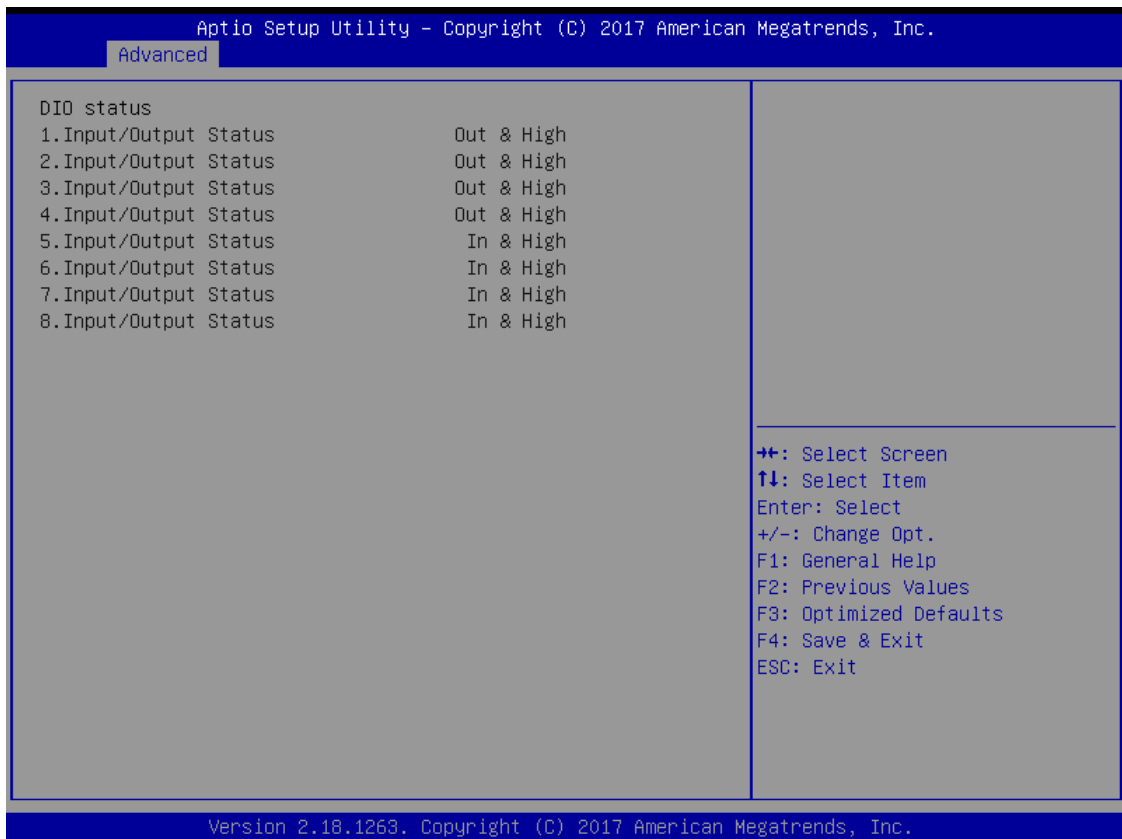 Aptio Setup Utility – Copyright (C) 2017 American Megatrends, Inc.
Advanced
DIO status
1.Input/Output Status Out & High
2.Input/Output Status Out & High
3.Input/Output Status Out & High
4.Input/Output Status Out & High
5.Input/Output Status In & High
6.Input/Output Status In & High
7.Input/Output Status In & High
8.Input/Output Status In & High
→←: Select Screen
↑↓: Select Item
Enter: Select
+/-: Change Opt.
F1: General Help
F2: Previous Values
F3: Optimized Defaults
F4: Save & Exit
ESC: Exit
Version 2.18.1263. Copyright (C) 2017 American Megatrends, Inc.